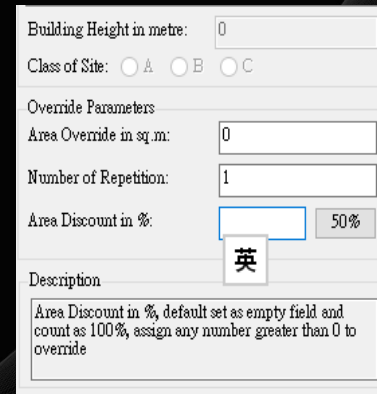 Building Height in metre: 0
Class of Site: A B C
Override Parameters
Area Override in sq.m: 0
Number of Repetition: 1
Area Discount in %: 50%
英
Description
Area Discount in %, default set as empty field and
count as 100%, assign any number greater than 0 to
override